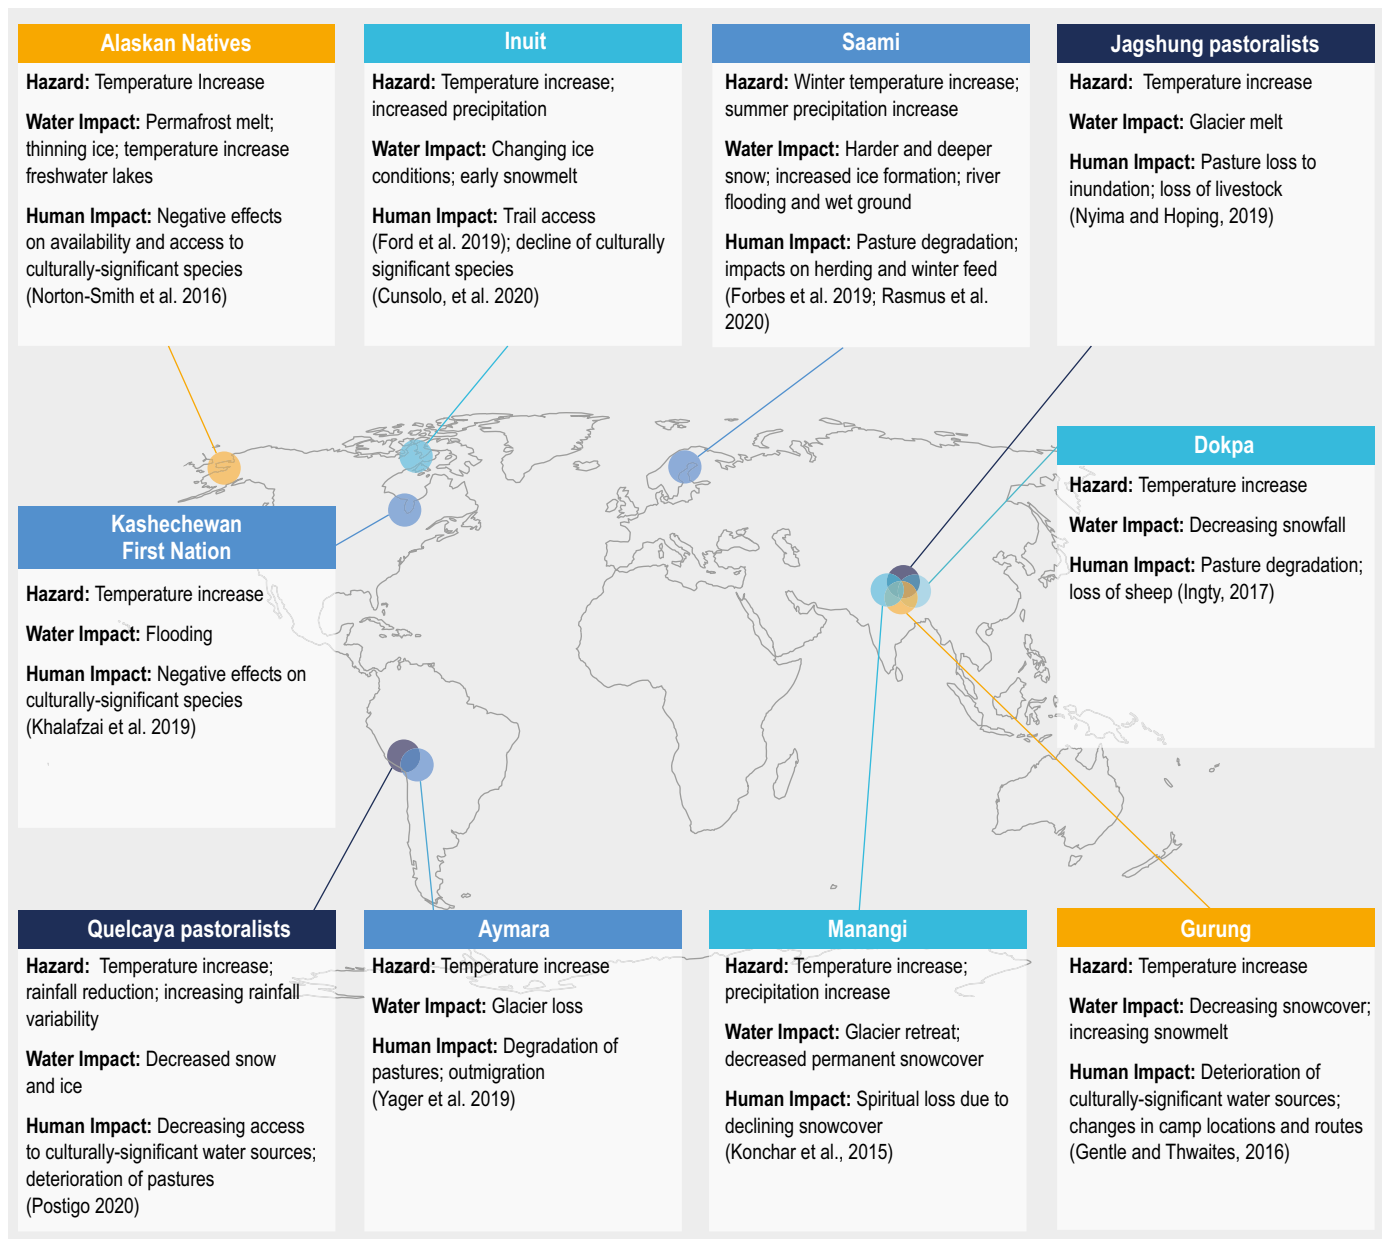 Alaskan Natives
Hazard: Temperature Increase
Water Impact: Permafrost melt;
thinning ice; temperature increase
freshwater lakes
Human Impact: Negative effects
on availability and access to
culturally-significant species
(Norton-Smith et al. 2016)
Inuit
Hazard: Temperature increase;
increased precipitation
Water Impact: Changing ice
conditions; early snowmelt
Human Impact: Trail access
(Ford et al. 2019); decline of culturally
significant species
(Cunsolo, et al. 2020)
Saami
Hazard: Winter temperature increase;
summer precipitation increase
Water Impact: Harder and deeper
snow; increased ice formation; river
flooding and wet ground
Human Impact: Pasture degradation;
impacts on herding and winter feed
(Forbes et al. 2019; Rasmus et al.
2020)
Jagshung pastoralists
Hazard: Temperature increase
Water Impact: Glacier melt
Human Impact: Pasture loss to
inundation; loss of livestock
(Nyima and Hoping, 2019)
Dokpa
Hazard: Temperature increase
Water Impact: Decreasing snowfall
Human Impact: Pasture degradation;
loss of sheep (Ingty, 2017)
Kashechewan
First Nation
Hazard: Temperature increase
Water Impact: Flooding
Human Impact: Negative effects on
culturally-significant species
(Khalafzai et al. 2019)
Quelcaya pastoralists
Hazard: Temperature increase;
rainfall reduction; increasing rainfall
variability
Water Impact: Decreased snow
and ice
Human Impact: Decreasing access
to culturally-significant water sources;
deterioration of pastures
(Postigo 2020)
Aymara
Hazard: Temperature increase
Water Impact: Glacier loss
Human Impact: Degradation of
pastures; outmigration
(Yager et al. 2019)
Manangi
Hazard: Temperature increase;
precipitation increase
Water Impact: Glacier retreat;
decreased permanent snowcover
Human Impact: Spiritual loss due to
declining snowcover
(Konchar et al., 2015)
Gurung
Hazard: Temperature increase
Water Impact: Decreasing snowcover;
increasing snowmelt
Human Impact: Deterioration of
culturally-significant water sources;
changes in camp locations and routes
(Gentle and Thwaites, 2016)